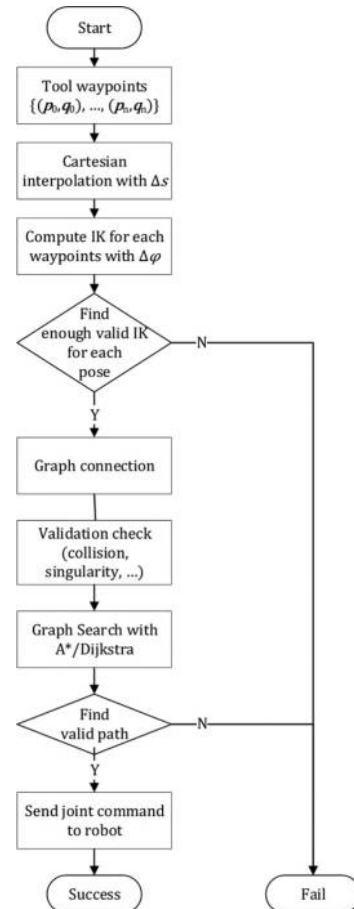 Start
Tool waypoints
{(p₀,q₀), ..., (pₙ,qₙ)}
Cartesian
interpolation with Δs
Compute IK for each
waypoints with Δφ
Find
enough valid IK
for each
pose
N
Y
Graph connection
Validation check
(collision,
singularity, ...)
Graph Search with
A*/Dijkstra
Find
valid path
N
Y
Send joint command
to robot
Success
Fail